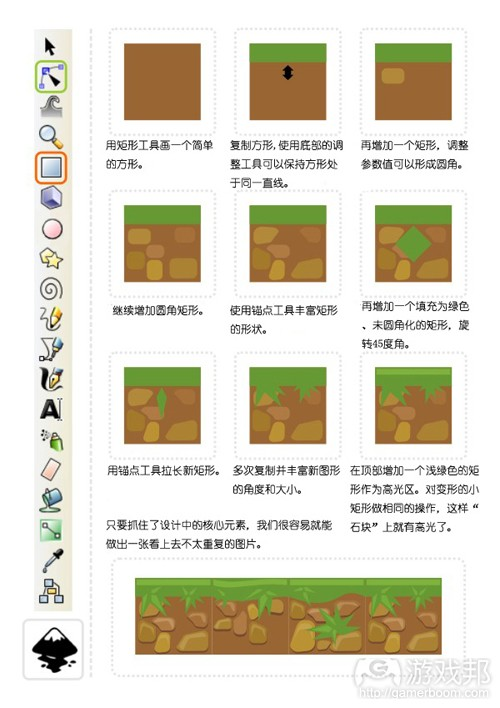 用矩形工具画一个简单
的方形。
复制方形,使用底部的调
整工具可以保持方形处
于同一直线。
再增加一个矩形，调整
参数值可以形成圆角。
继续增加圆角矩形。
使用锚点工具丰富矩形
的形状。
再增加一个填充为绿色
、未圆角化的矩形，旋
转45度角。
用锚点工具拉长新矩形。
多次复制并丰富新图形
的角度和大小。
在顶部增加一个浅绿色的矩
形作为高光区。对变形的小
矩形做相同的操作，这样“
石块”上就有高光了。
只要抓住了设计中的核心元素，我们很容易就能
做出一张看上去不太重复的图片。
A
游戏邦
http://gamerboom.com